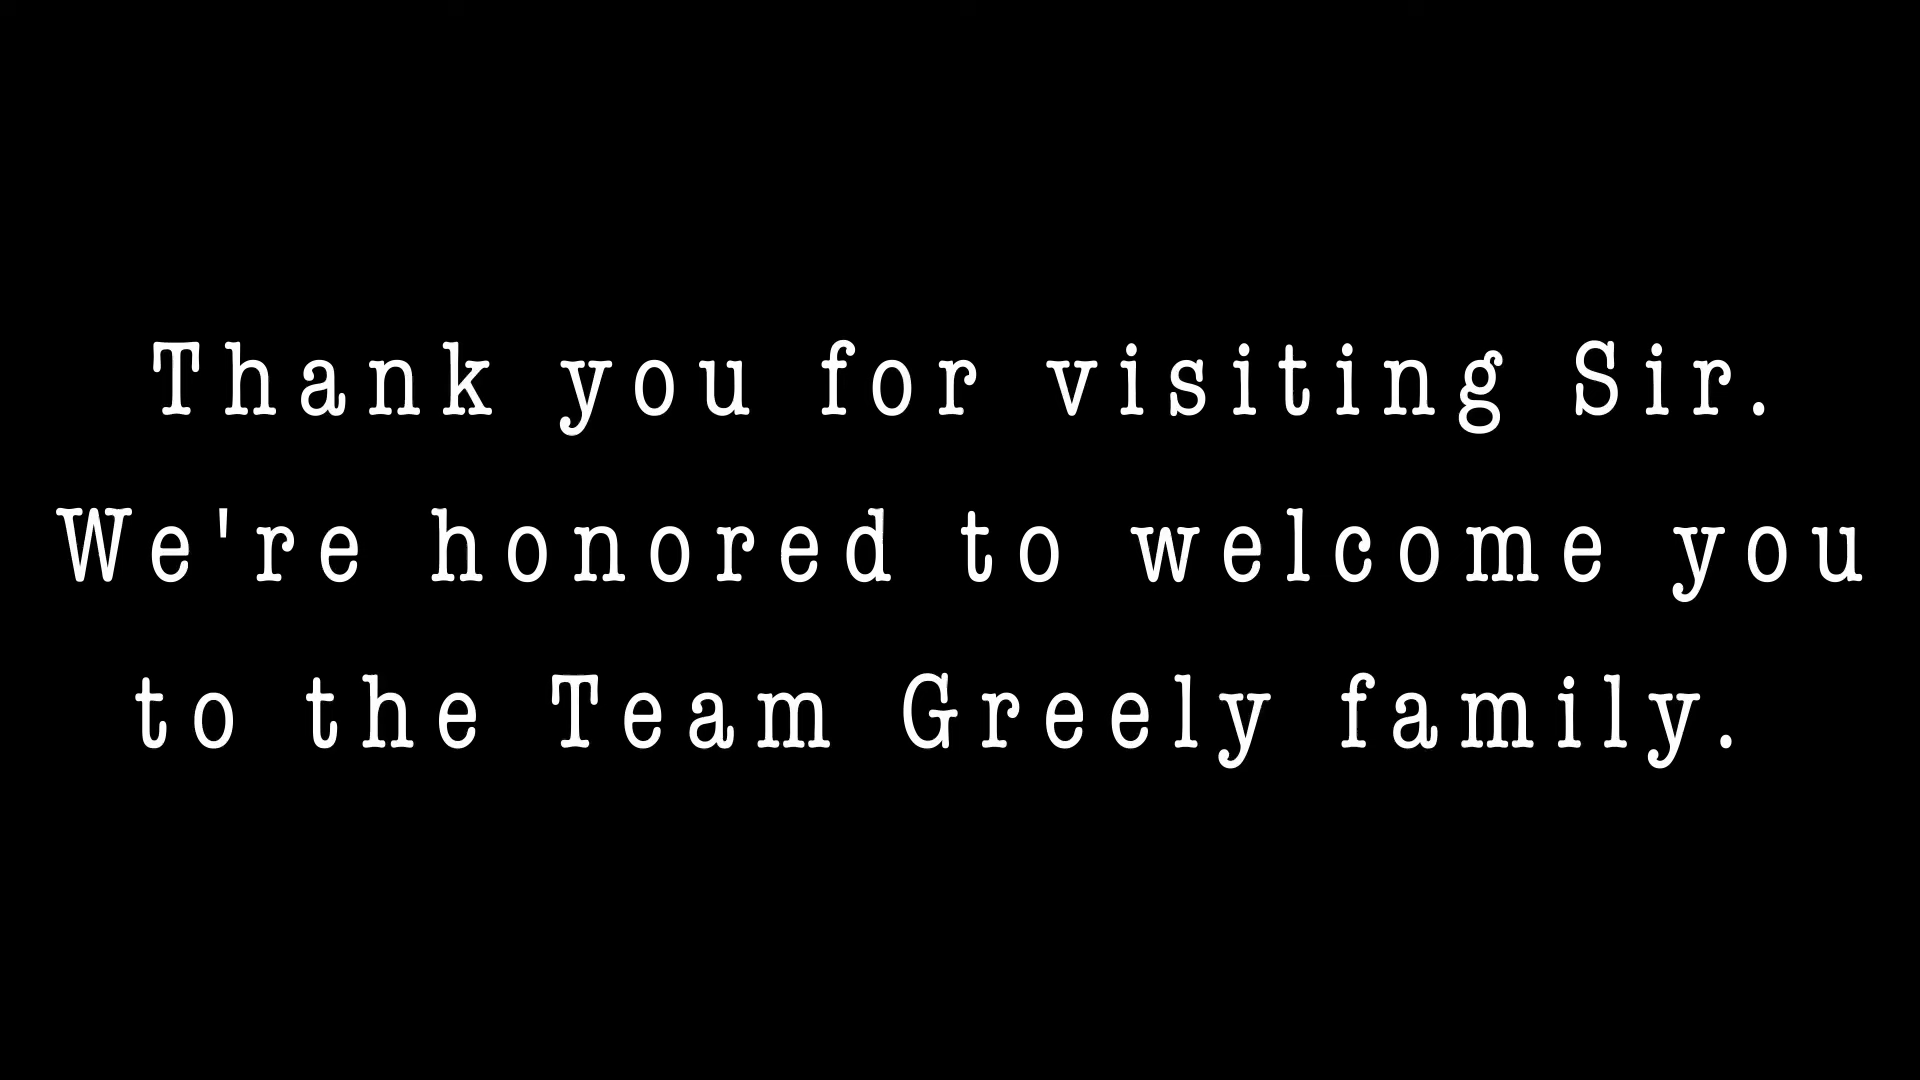 Thank you for visiting Sir.
We're honored to welcome you
to the Team Greely family.